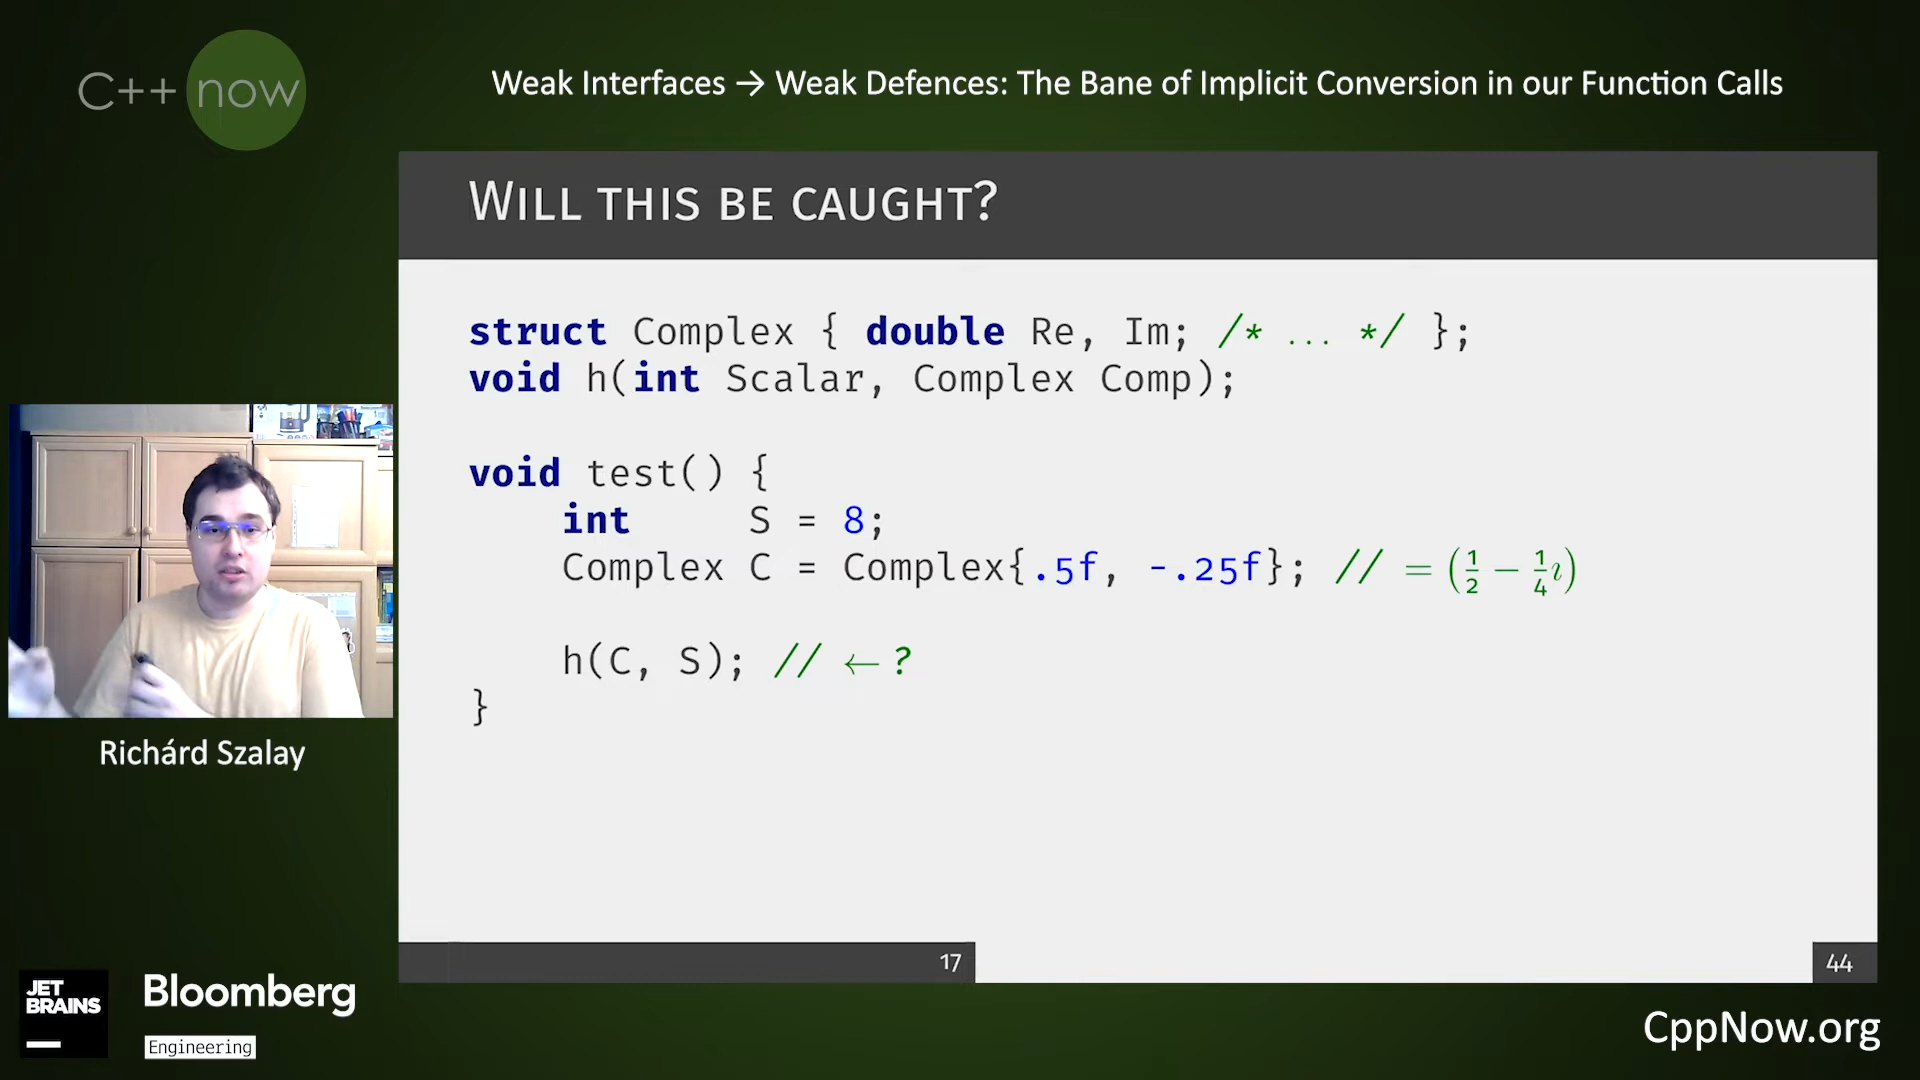 C++ now
Weak Interfaces → Weak Defences: The Bane of Implicit Conversion in our Function Calls
WILL THIS BE CAUGHT?
struct Complex { double Re, Im; /* ... */ };
void h(int Scalar, Complex Comp);
void test() {
int S = 8;
Complex C = Complex{.5f, -.25f}; // = (1/2 − 1/4 i)
h(C, S); // ← ?
}
Richárd Szalay
17
44
JET
BRAINS
Bloomberg
Engineering
CppNow.org